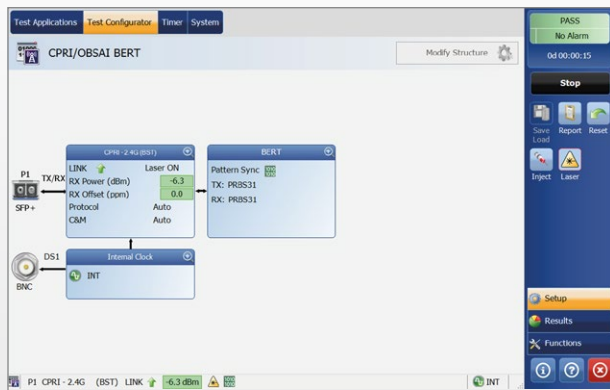 Test Applications Test Configurator Timer System
CPRI/OBSAI BERT
Modify Structure
PASS
No Alarm
0d 00:00:15
Stop
Save Load
Report
Reset
Inject
Laser
CPRI - 2.4G (BST)
LINK Laser ON
RX Power (dBm) -6.3
RX Offset (ppm) 0.0
Protocol Auto
C&M Auto
BERT
Pattern Sync
TX: PRBS31
RX: PRBS31
P1
TX/RX
SFP+
Internal Clock
INT
DS1
BNC
Setup
Results
Functions
P1 CPRI - 2.4G (BST) LINK -6.3 dBm
INT